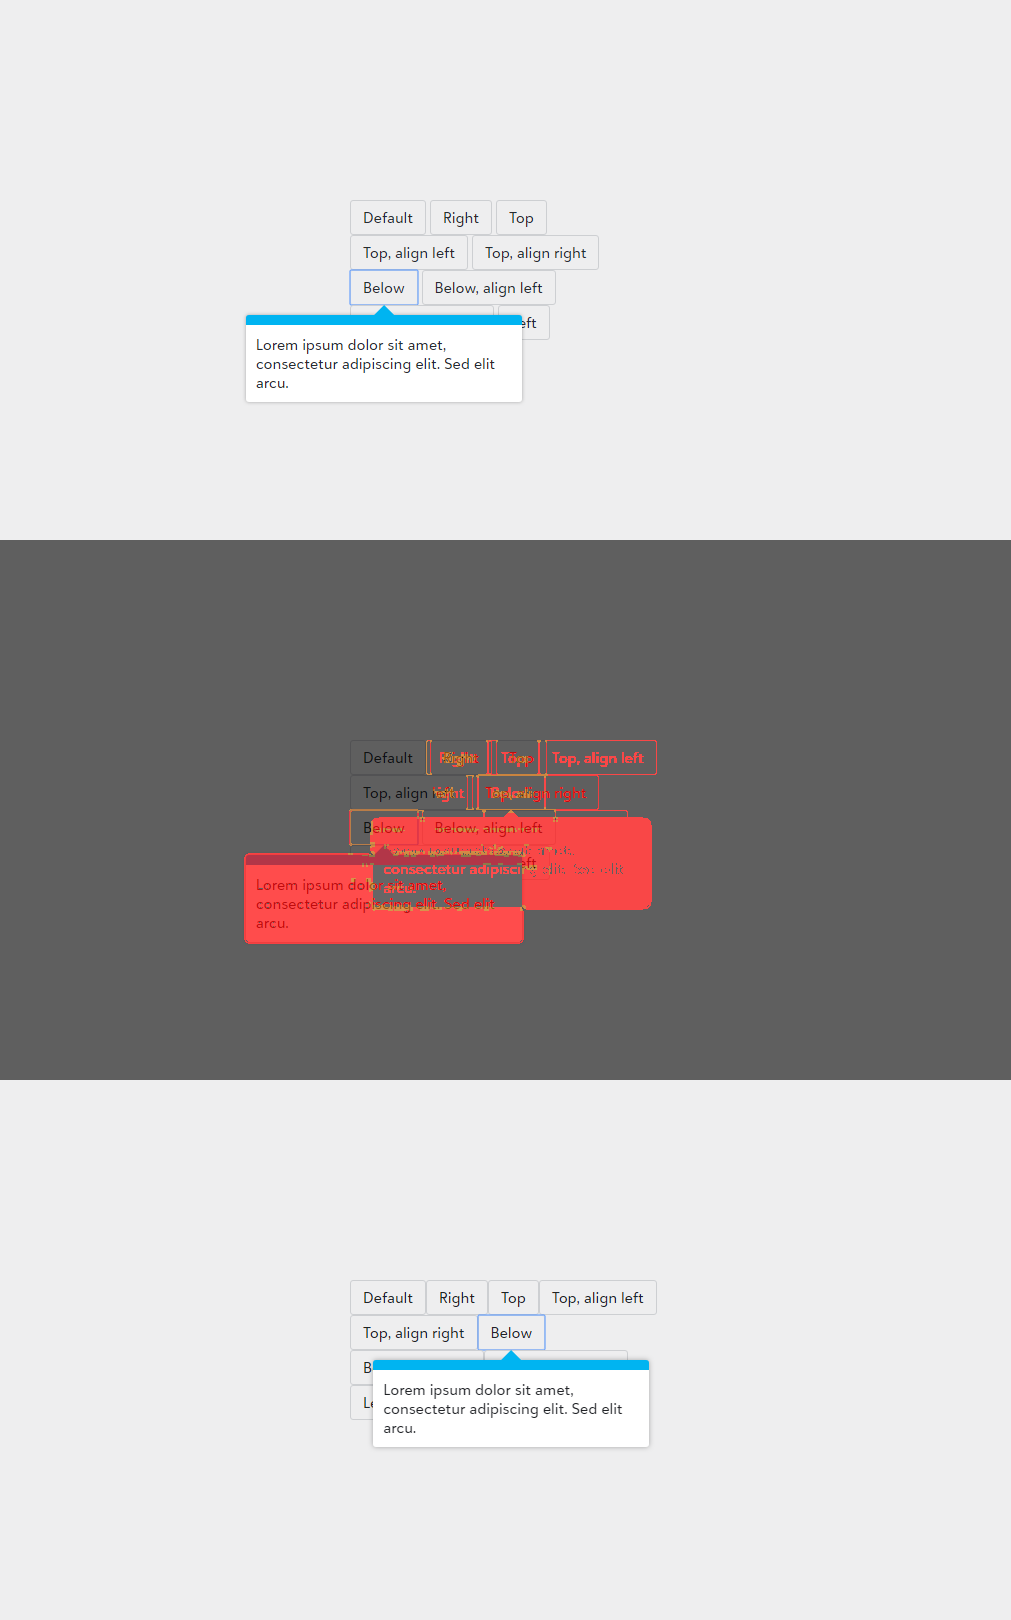 Default Right Top
Top, align left Top, align right
Below Below, align left
eft
Lorem ipsum dolor sit amet,
consectetur adipiscing elit. Sed elit
arcu.
Default Right Top Top, align left
Top, align right
Below Below, align left
Lorem ipsum dolor sit amet,
consectetur adipiscing elit. Sed elit
arcu.
consectetur adipiscing elit. Sed elit
arcu.
Default Right Top Top, align left
Top, align right Below
B
Le
Lorem ipsum dolor sit amet,
consectetur adipiscing elit. Sed elit
arcu.